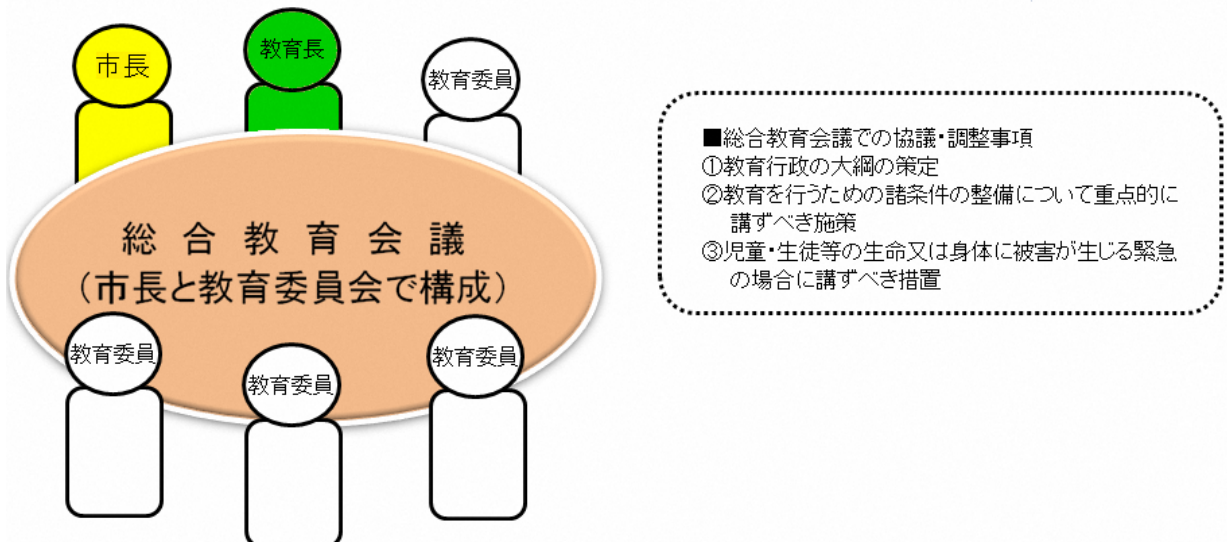 市長
教育長
教育委員
総合教育会議
（市長と教育委員会で構成）
教育委員
教育委員
教育委員
■総合教育会議での協議・調整事項
①教育行政の大綱の策定
②教育を行うための諸条件の整備について重点的に
講ずべき施策
③児童・生徒等の生命又は身体に被害が生じる緊急
の場合に講ずべき措置